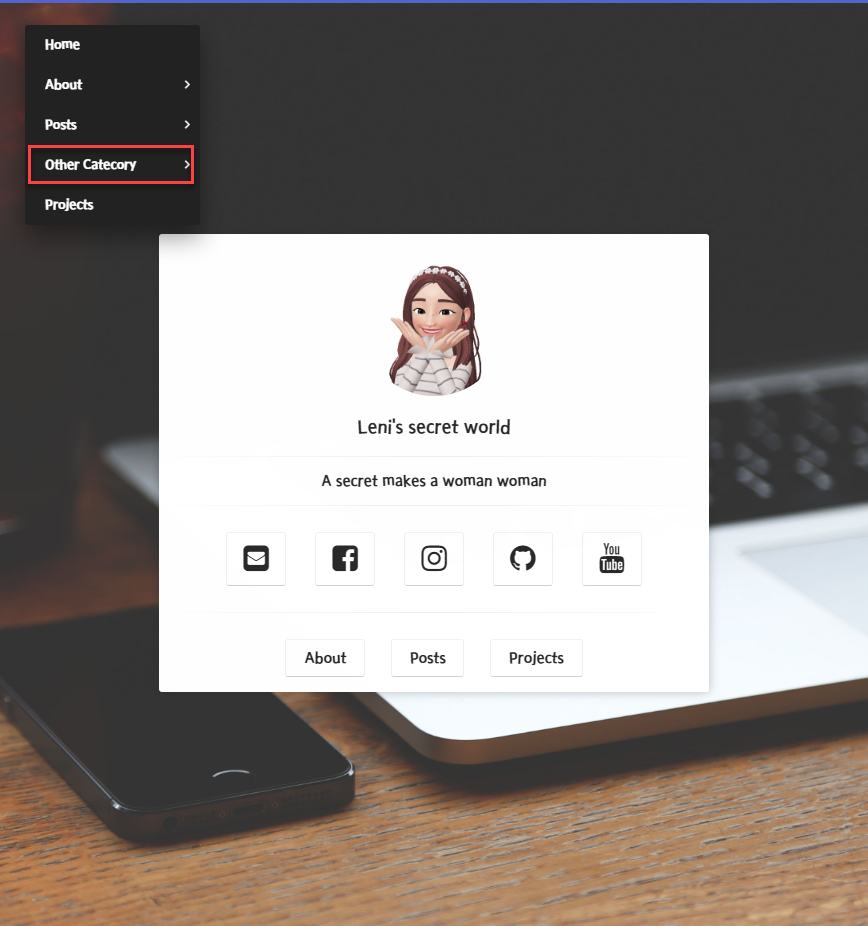 Home
About
Posts
Other Catecory
Projects
Leni's secret world
A secret makes a woman woman
You
Tube
About
Posts
Projects